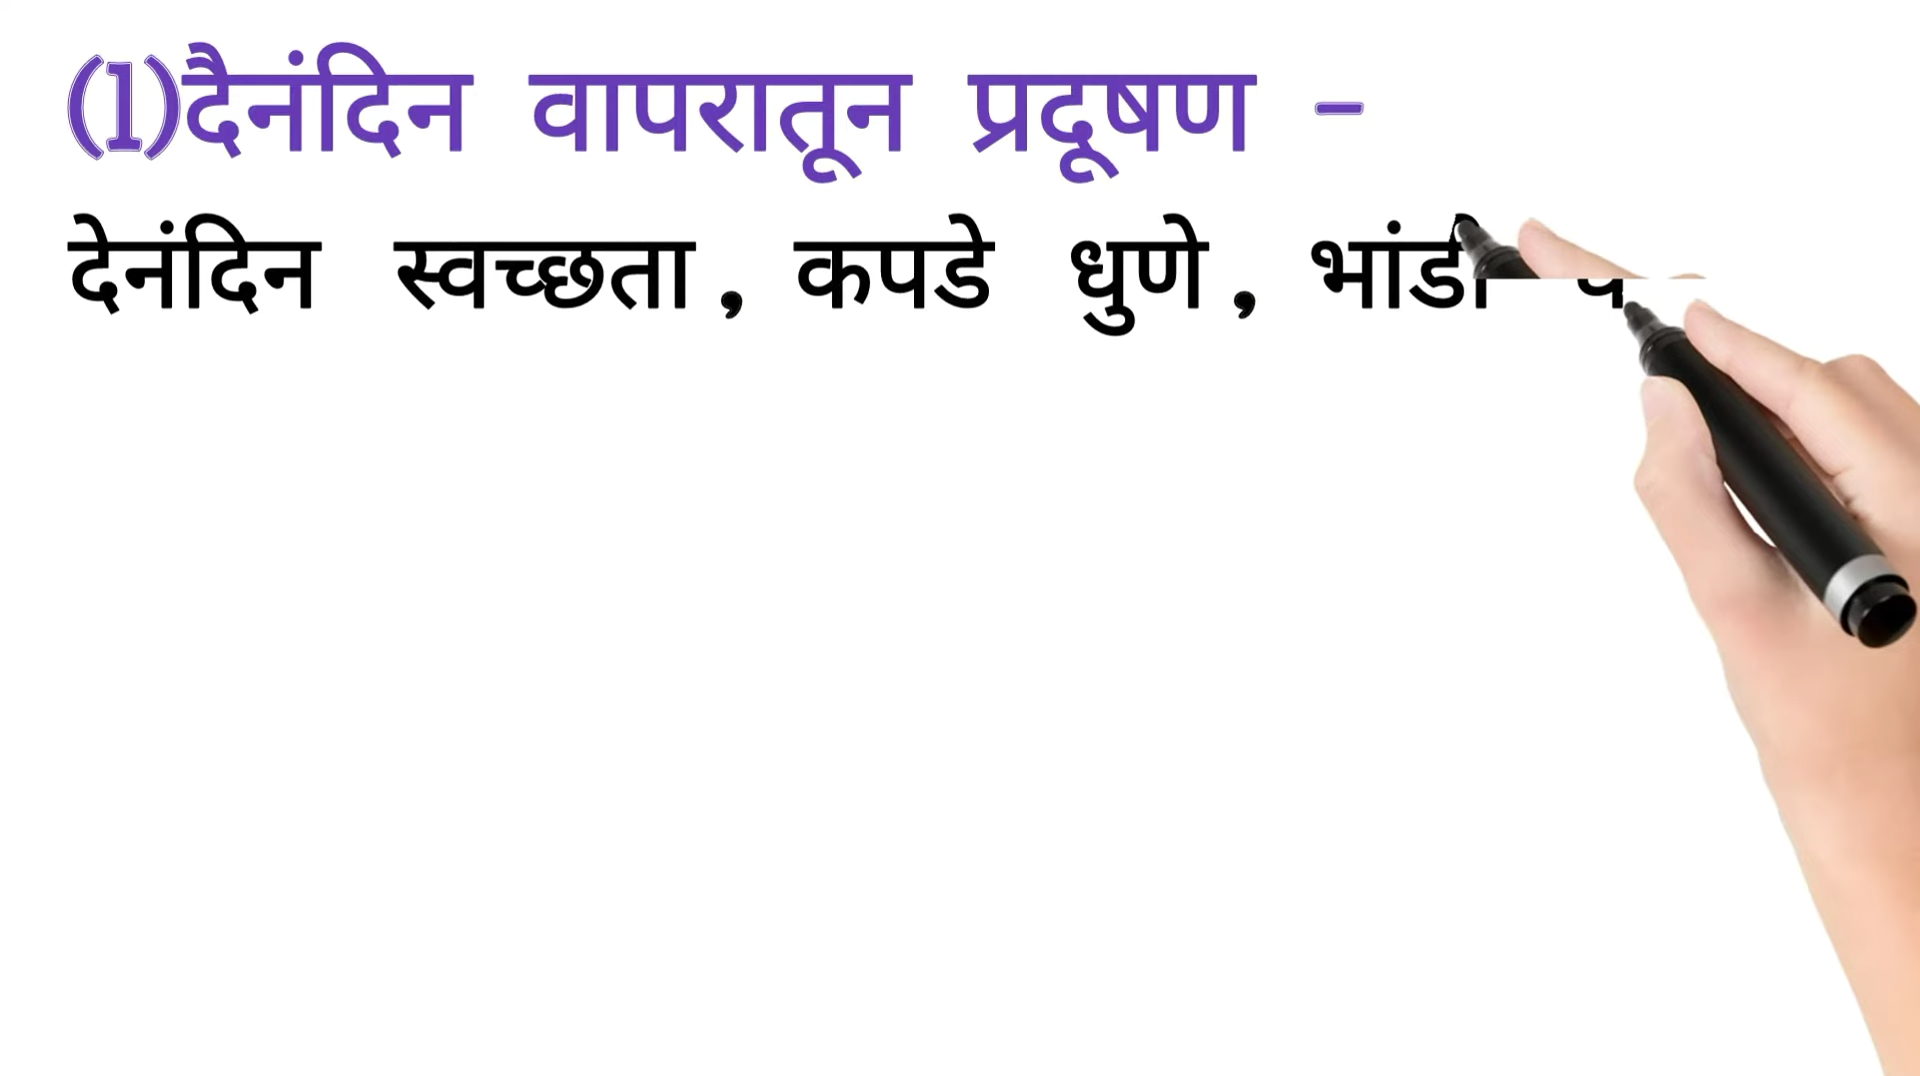 (1)दैनंदिन वापरातून प्रदूषण -
देनंदिन स्वच्छता, कपडे धुणे, भांडी